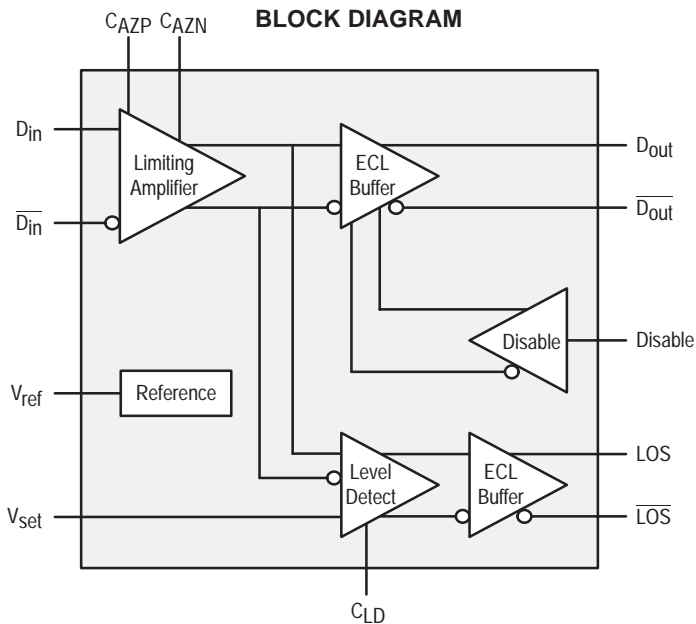 BLOCK DIAGRAM
CAZP CAZN
Din
Limiting
Amplifier
ECL
Buffer
Dout
Din
Dout
Disable
Disable
Vref
Reference
LOS
Level
Detect
ECL
Buffer
Vset
LOS
CLD